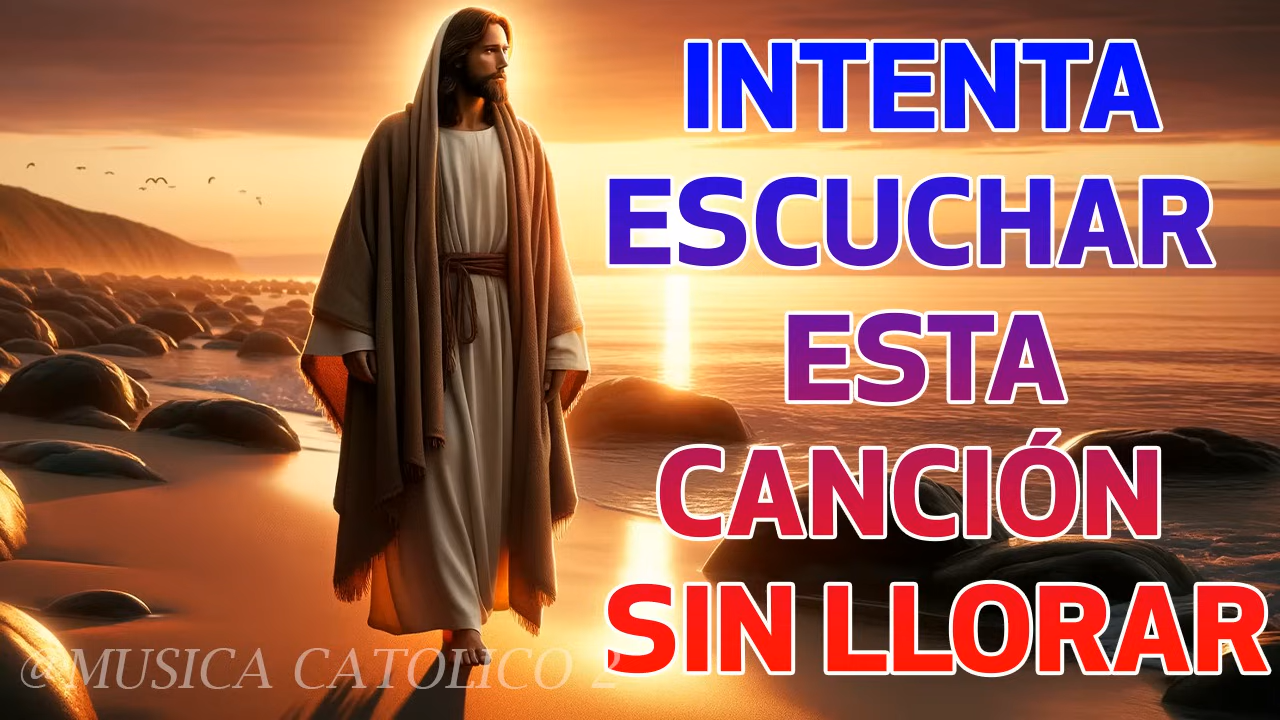 INTENTA
ESCUCHAR
ESTA
CANCIÓN
SIN LLORAR
@MUSICA CATOLICO 2